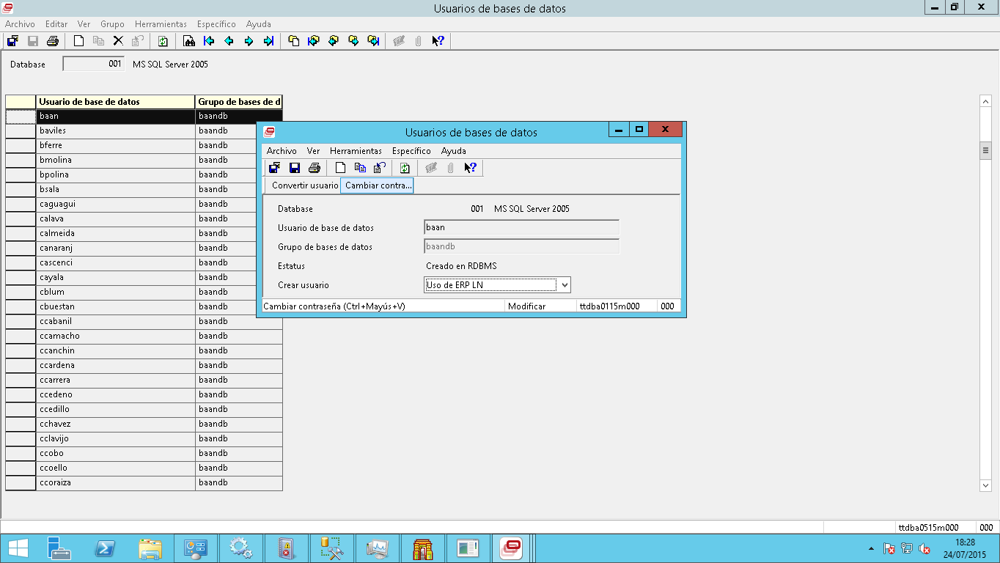 Usuarios de bases de datos
Archivo Editar Ver Grupo Herramientas Específico Ayuda
Database 001 MS SQL Server 2005
Usuario de base de datos Grupo de bases de d
baan baandb
baviles baandb
bferre baandb
bmolina baandb
bpolina baandb
bsala baandb
caguagui baandb
calava baandb
calmeida baandb
canaranj baandb
cascenci baandb
cayala baandb
cblum baandb
cbuestan baandb
ccabanil baandb
ccamacho baandb
ccanchin baandb
ccardena baandb
ccarrera baandb
ccedeno baandb
ccedillo baandb
cchavez baandb
cclavijo baandb
ccobo baandb
ccoello baandb
ccoraiza baandb
Usuarios de bases de datos
Archivo Ver Herramientas Específico Ayuda
Convertir usuario Cambiar contra...
Database 001 MS SQL Server 2005
Usuario de base de datos baan
Grupo de bases de datos baandb
Estatus Creado en RDBMS
Crear usuario Uso de ERP LN
Cambiar contraseña (Ctrl+Mayús+V) Modificar ttdba0115m000 000
ttdba0515m000 000
18:28
24/07/2015